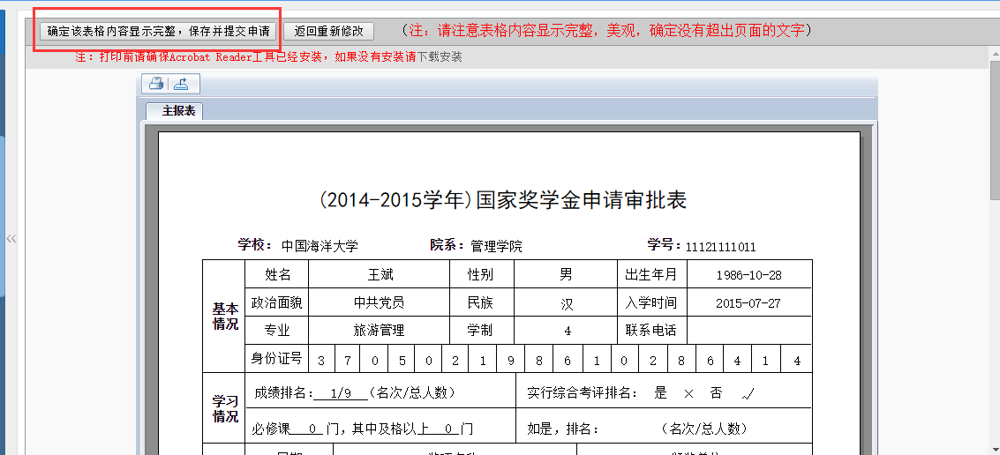 确定该表格内容显示完整，保存并提交申请 返回重新修改 （注：请注意表格内容显示完整，美观，确定没有超出页面的文字）
注：打印前请确保Acrobat Reader工具已经安装，如果没有安装请下载安装
主报表
(2014-2015学年)国家奖学金申请审批表
学校：中国海洋大学 院系：管理学院 学号：11121111011
基本情况
姓名 王斌 性别 男 出生年月 1986-10-28
政治面貌 中共党员 民族 汉 入学时间 2015-07-27
专业 旅游管理 学制 4 联系电话
身份证号 3 7 0 5 0 2 1 9 8 6 1 0 2 8 6 4 1 4
学习情况
成绩排名： 1/9 （名次/总人数） 实行综合考评排名： 是 × 否 √
必修课 0 门，其中及格以上 0 门 如是，排名： （名次/总人数）